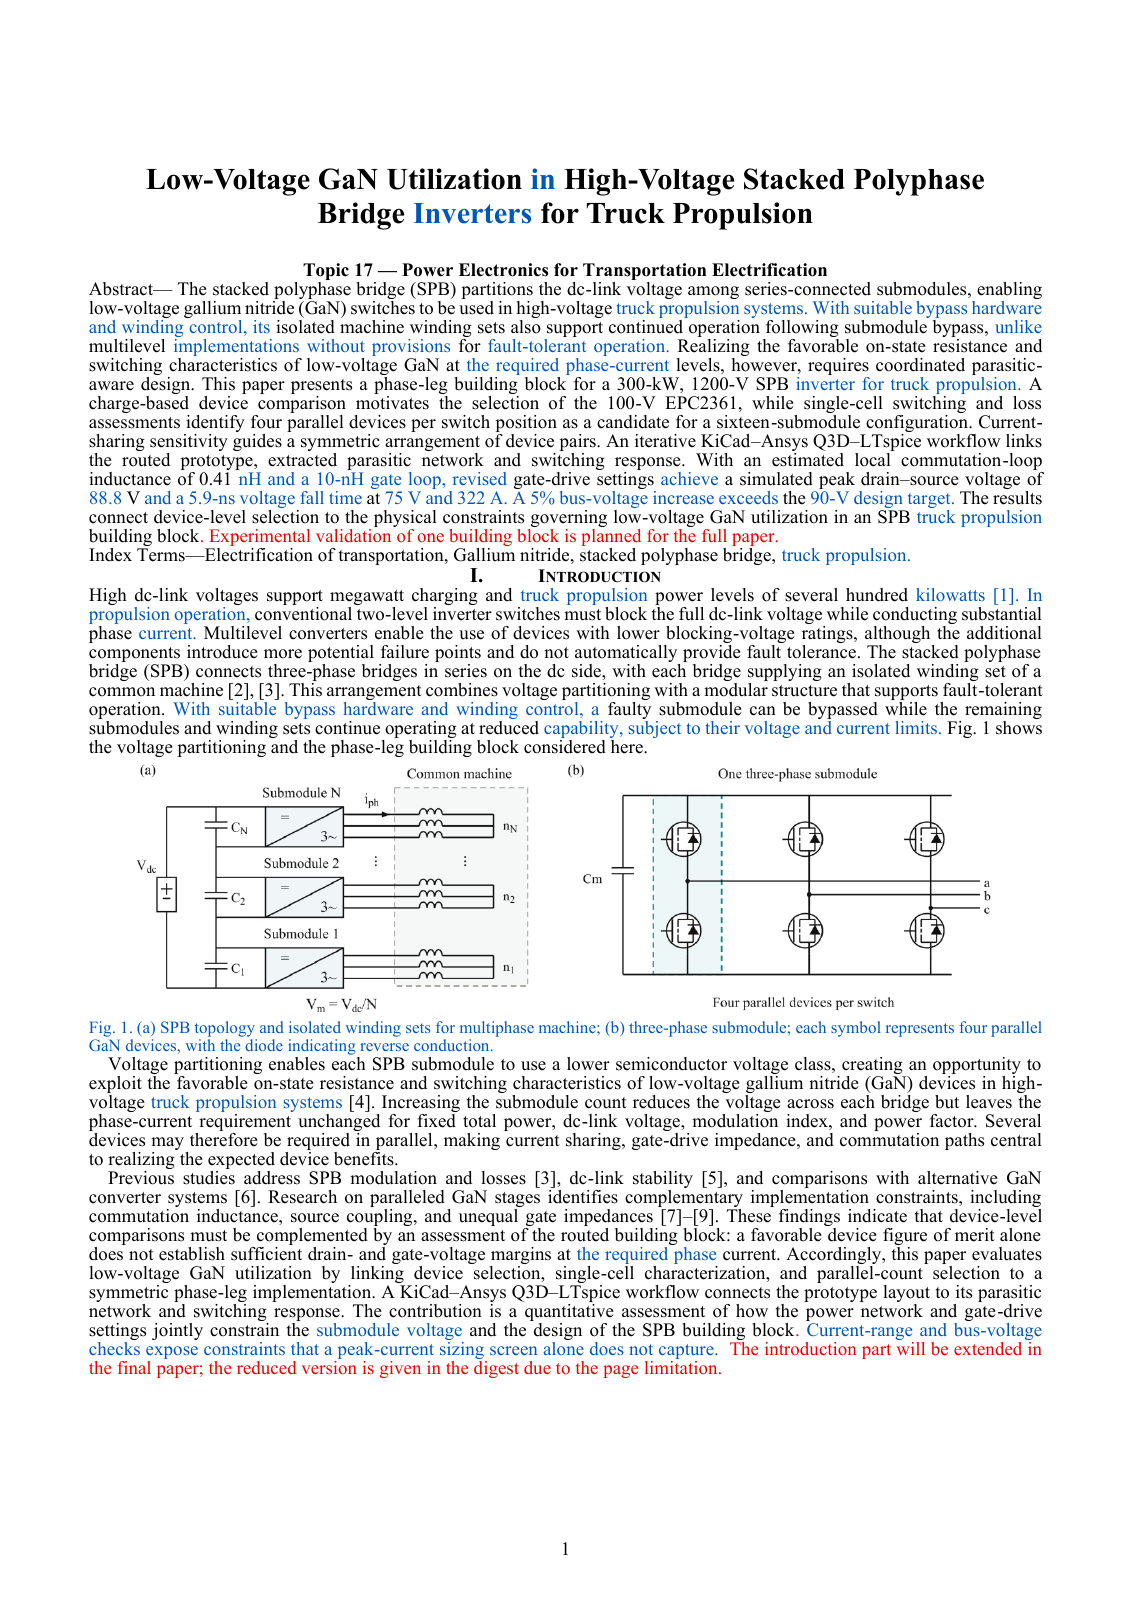 Low-Voltage GaN Utilization in High-Voltage Stacked Polyphase
Bridge Inverters for Truck Propulsion
Topic 17 — Power Electronics for Transportation Electrification
Abstract— The stacked polyphase bridge (SPB) partitions the dc-link voltage among series-connected submodules, enabling
low-voltage gallium nitride (GaN) switches to be used in high-voltage truck propulsion systems. With suitable bypass hardware
and winding control, its isolated machine winding sets also support continued operation following submodule bypass, unlike
multilevel implementations without provisions for fault-tolerant operation. Realizing the favorable on-state resistance and
switching characteristics of low-voltage GaN at the required phase-current levels, however, requires coordinated parasitic-
aware design. This paper presents a phase-leg building block for a 300-kW, 1200-V SPB inverter for truck propulsion. A
charge-based device comparison motivates the selection of the 100-V EPC2361, while single-cell switching and loss
assessments identify four parallel devices per switch position as a candidate for a sixteen-submodule configuration. Current-
sharing sensitivity guides a symmetric arrangement of device pairs. An iterative KiCad–Ansys Q3D–LTspice workflow links
the routed prototype, extracted parasitic network and switching response. With an estimated local commutation-loop
inductance of 0.41 nH and a 10-nH gate loop, revised gate-drive settings achieve a simulated peak drain–source voltage of
88.8 V and a 5.9-ns voltage fall time at 75 V and 322 A. A 5% bus-voltage increase exceeds the 90-V design target. The results
connect device-level selection to the physical constraints governing low-voltage GaN utilization in an SPB truck propulsion
building block. Experimental validation of one building block is planned for the full paper.
Index Terms—Electrification of transportation, Gallium nitride, stacked polyphase bridge, truck propulsion.
I. INTRODUCTION
High dc-link voltages support megawatt charging and truck propulsion power levels of several hundred kilowatts [1]. In
propulsion operation, conventional two-level inverter switches must block the full dc-link voltage while conducting substantial
phase current. Multilevel converters enable the use of devices with lower blocking-voltage ratings, although the additional
components introduce more potential failure points and do not automatically provide fault tolerance. The stacked polyphase
bridge (SPB) connects three-phase bridges in series on the dc side, with each bridge supplying an isolated winding set of a
common machine [2], [3]. This arrangement combines voltage partitioning with a modular structure that supports fault-tolerant
operation. With suitable bypass hardware and winding control, a faulty submodule can be bypassed while the remaining
submodules and winding sets continue operating at reduced capability, subject to their voltage and current limits. Fig. 1 shows
the voltage partitioning and the phase-leg building block considered here.
(a)
Common machine
Submodule N
iph
CN
=
3~
nN
Submodule 2
⋮
⋮
Vdc
C2
=
3~
n2
Submodule 1
C1
=
3~
n1
Vm = Vdc/N
(b)
One three-phase submodule
Cm
a
b
c
Four parallel devices per switch
Fig. 1. (a) SPB topology and isolated winding sets for multiphase machine; (b) three-phase submodule; each symbol represents four parallel
GaN devices, with the diode indicating reverse conduction.
Voltage partitioning enables each SPB submodule to use a lower semiconductor voltage class, creating an opportunity to
exploit the favorable on-state resistance and switching characteristics of low-voltage gallium nitride (GaN) devices in high-
voltage truck propulsion systems [4]. Increasing the submodule count reduces the voltage across each bridge but leaves the
phase-current requirement unchanged for fixed total power, dc-link voltage, modulation index, and power factor. Several
devices may therefore be required in parallel, making current sharing, gate-drive impedance, and commutation paths central
to realizing the expected device benefits.
Previous studies address SPB modulation and losses [3], dc-link stability [5], and comparisons with alternative GaN
converter systems [6]. Research on paralleled GaN stages identifies complementary implementation constraints, including
commutation inductance, source coupling, and unequal gate impedances [7]–[9]. These findings indicate that device-level
comparisons must be complemented by an assessment of the routed building block: a favorable device figure of merit alone
does not establish sufficient drain- and gate-voltage margins at the required phase current. Accordingly, this paper evaluates
low-voltage GaN utilization by linking device selection, single-cell characterization, and parallel-count selection to a
symmetric phase-leg implementation. A KiCad–Ansys Q3D–LTspice workflow connects the prototype layout to its parasitic
network and switching response. The contribution is a quantitative assessment of how the power network and gate-drive
settings jointly constrain the submodule voltage and the design of the SPB building block. Current-range and bus-voltage
checks expose constraints that a peak-current sizing screen alone does not capture. The introduction part will be extended in
the final paper; the reduced version is given in the digest due to the page limitation.
1